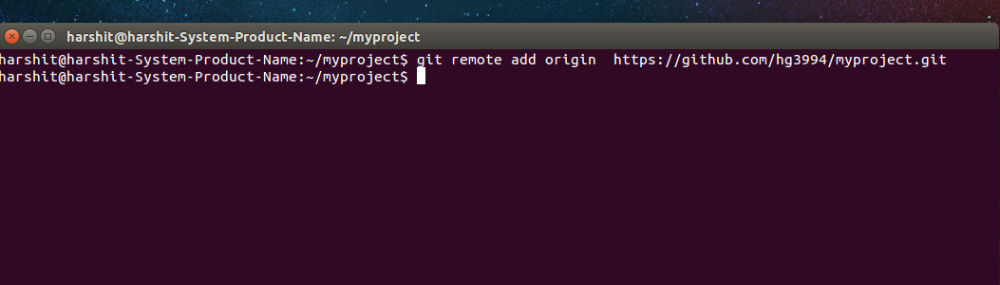 harshit@harshit-System-Product-Name: ~/myproject
harshit@harshit-System-Product-Name:~/myproject$ git remote add origin  https://github.com/hg3994/myproject.git
harshit@harshit-System-Product-Name:~/myproject$